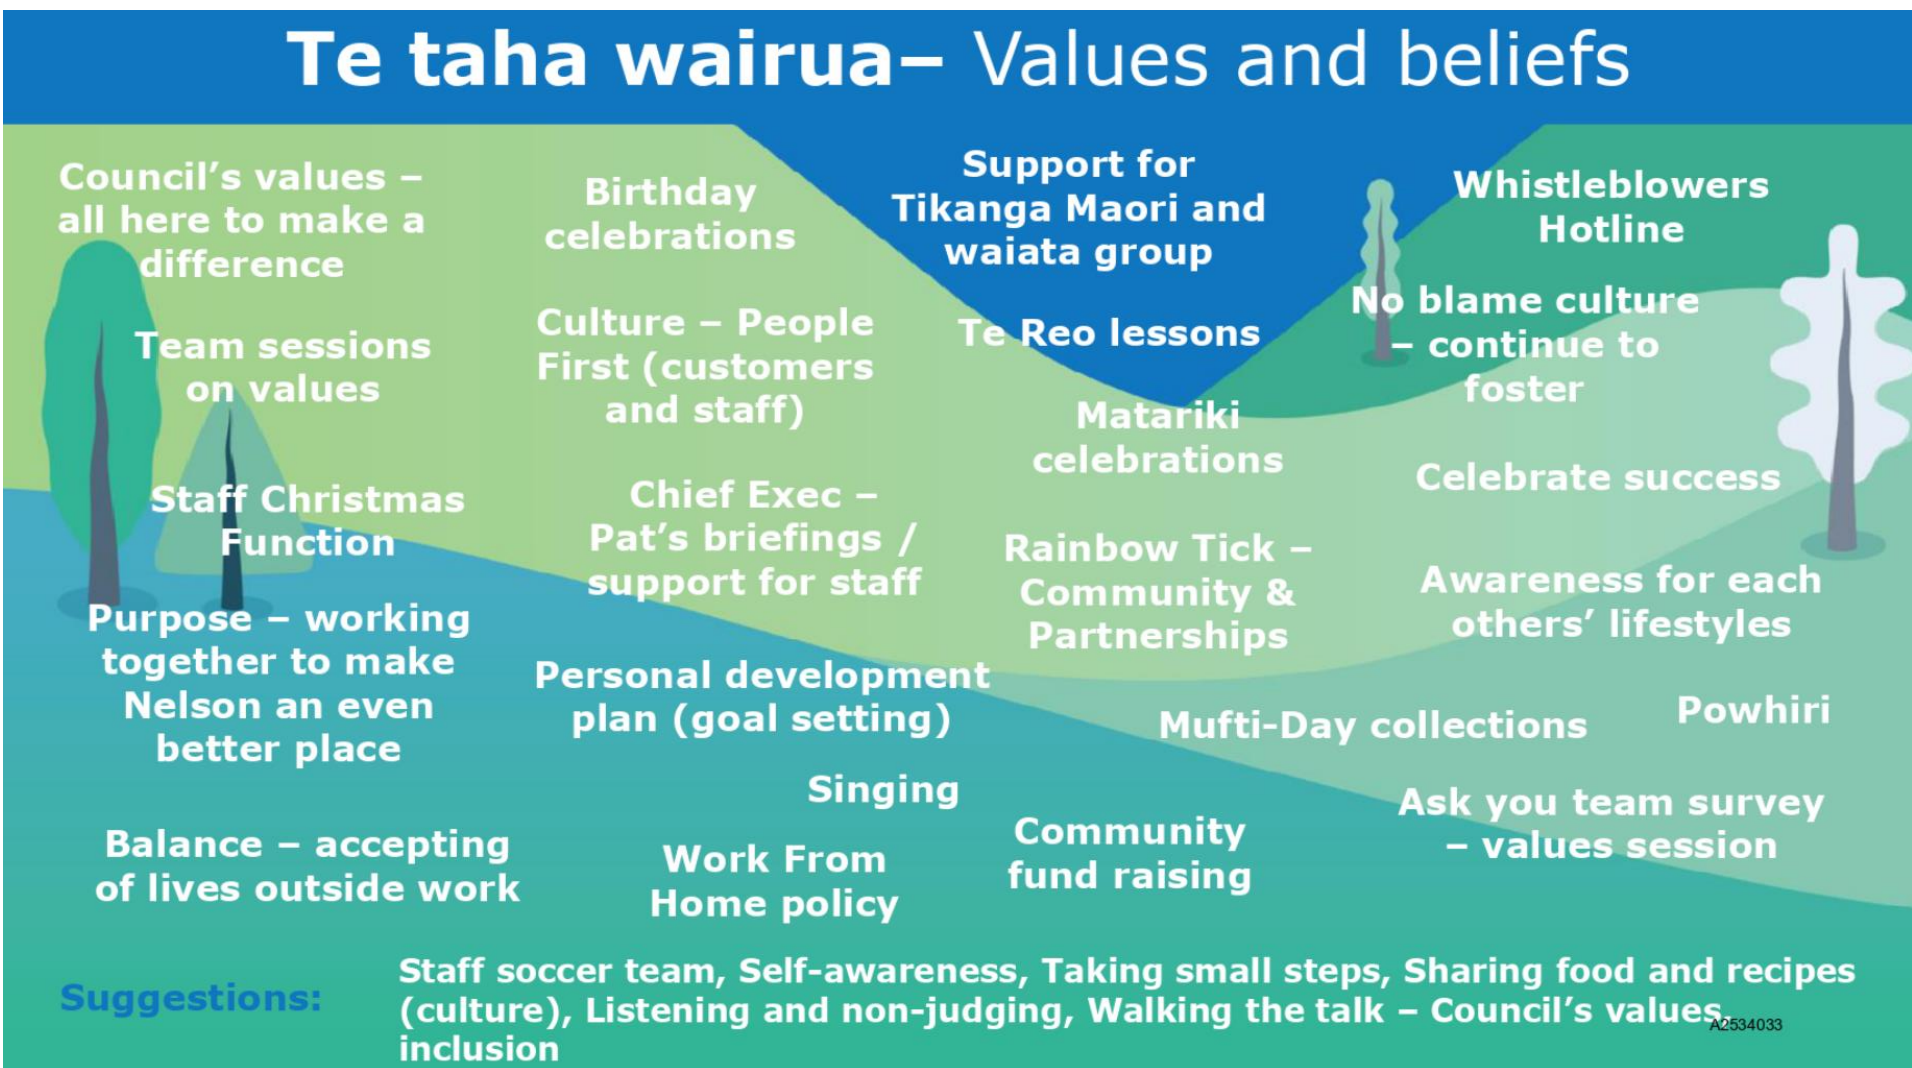 Te taha wairua– Values and beliefs
Council’s values –
all here to make a
difference
Team sessions
on values
Staff Christmas
Function
Purpose – working
together to make
Nelson an even
better place
Balance – accepting
of lives outside work
Birthday
celebrations
Culture – People
First (customers
and staff)
Chief Exec –
Pat’s briefings /
support for staff
Personal development
plan (goal setting)
Singing
Work From
Home policy
Support for
Tikanga Maori and
waiata group
Te Reo lessons
Matariki
celebrations
Rainbow Tick –
Community &
Partnerships
Mufti-Day collections
Community
fund raising
Whistleblowers
Hotline
No blame culture
– continue to
foster
Celebrate success
Awareness for each
others’ lifestyles
Powhiri
Ask you team survey
– values session
Suggestions:
Staff soccer team, Self-awareness, Taking small steps, Sharing food and recipes
(culture), Listening and non-judging, Walking the talk – Council’s values,
inclusion
A2534033